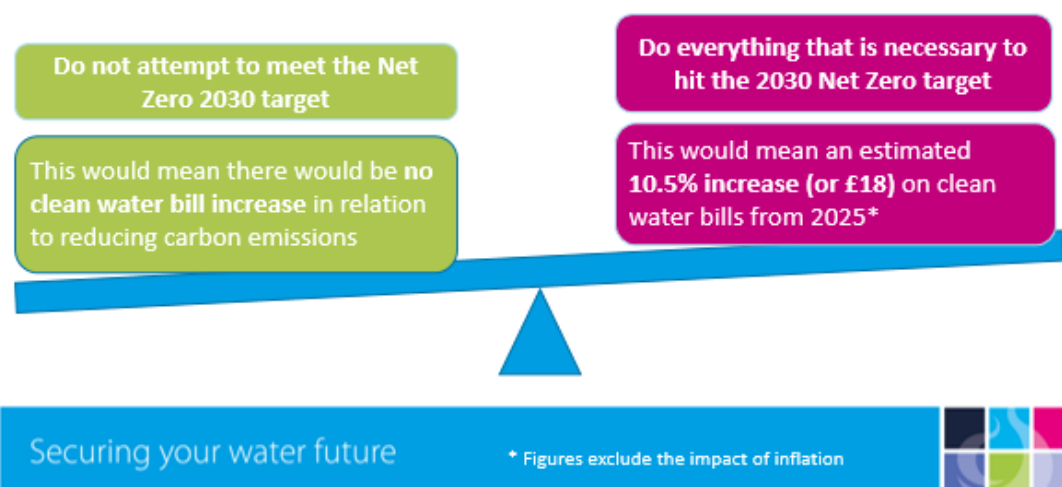 Do not attempt to meet the Net
Zero 2030 target
This would mean there would be no
clean water bill increase in relation
to reducing carbon emissions
Do everything that is necessary to
hit the 2030 Net Zero target
This would mean an estimated
10.5% increase (or £18) on clean
water bills from 2025*
Securing your water future
* Figures exclude the impact of inflation